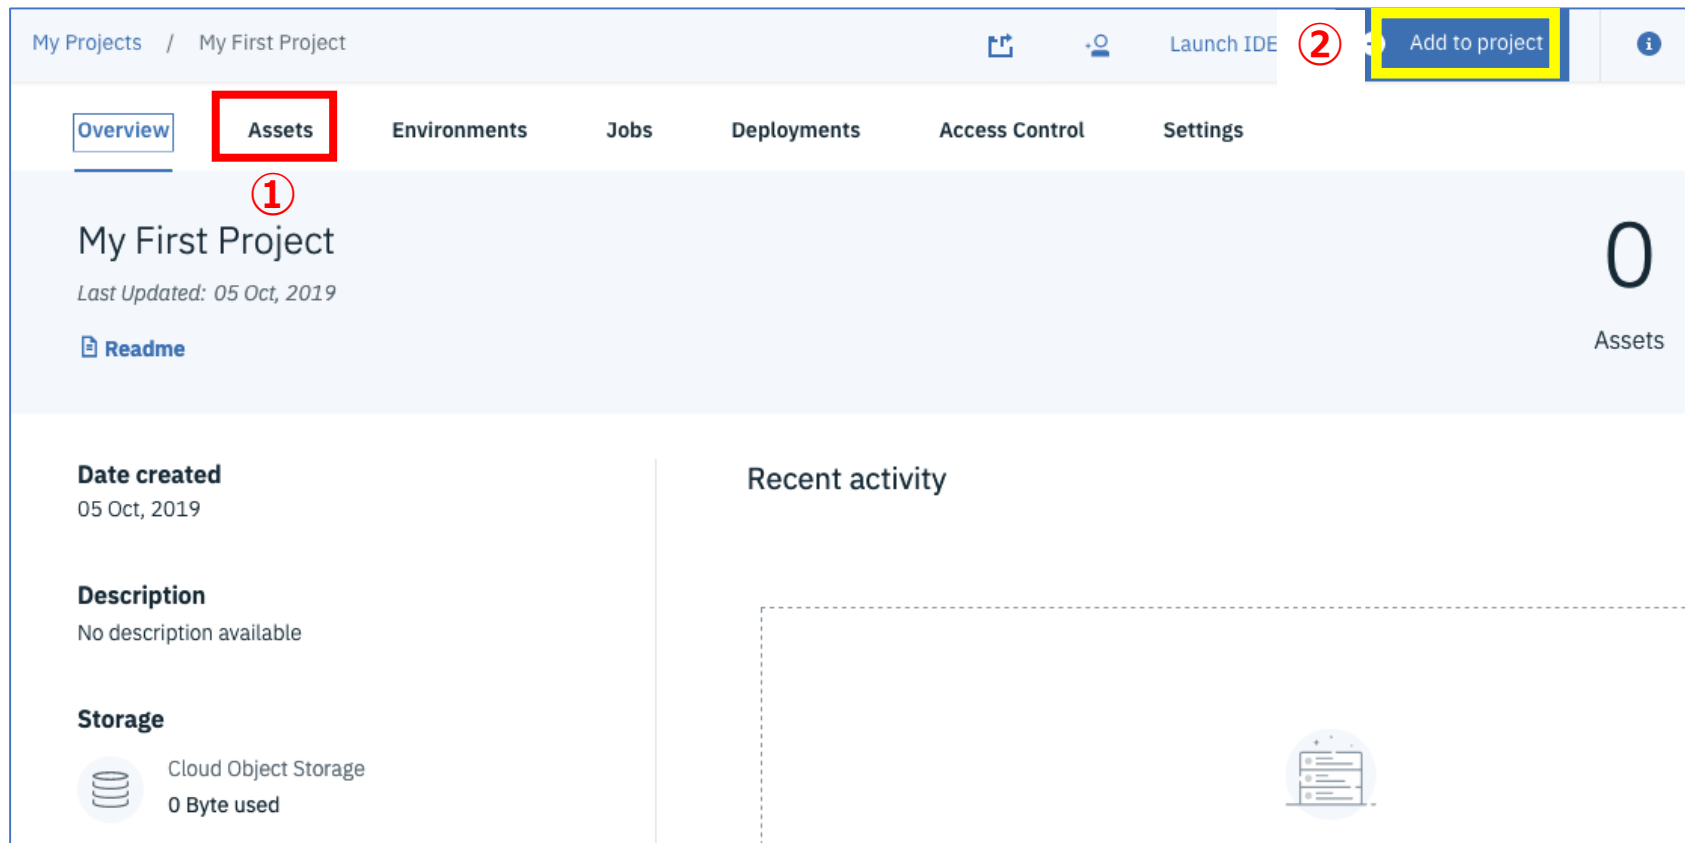 My Projects / My First Project Launch IDE ② Add to project
Overview Assets Environments Jobs Deployments Access Control Settings
①
My First Project
0
Last Updated: 05 Oct, 2019
Assets
Readme
Date created
05 Oct, 2019
Recent activity
Description
No description available
Storage
Cloud Object Storage
0 Byte used